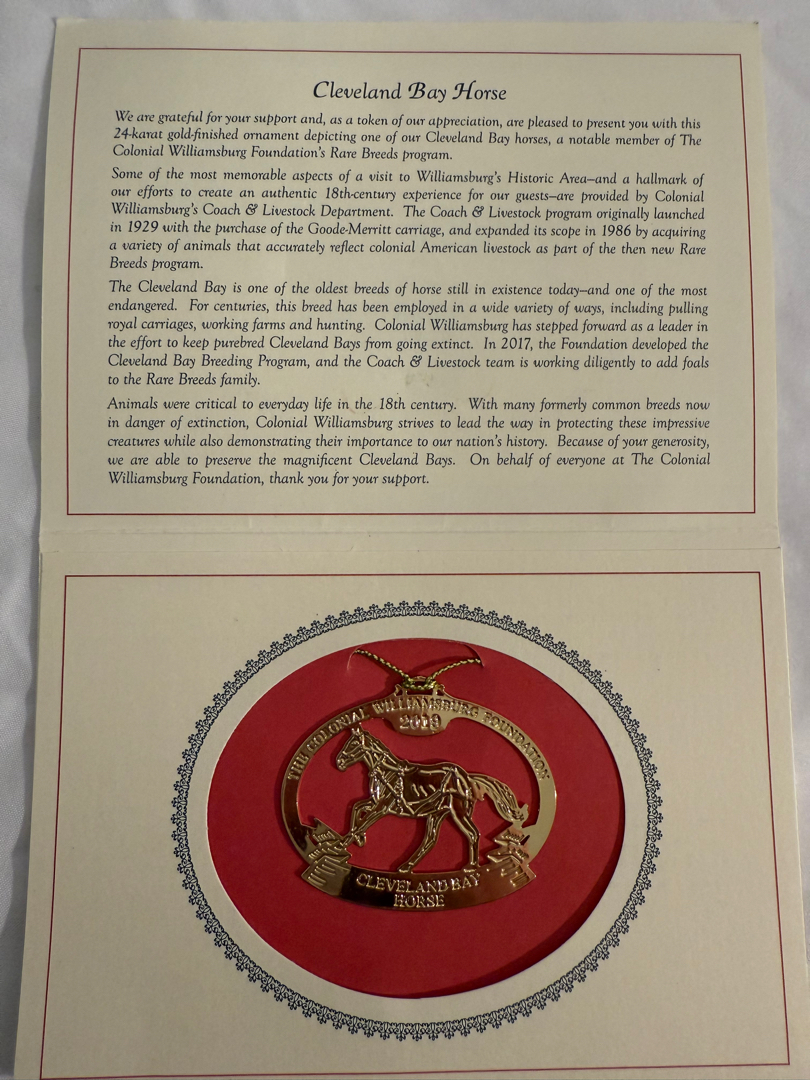 Cleveland Bay Horse
We are grateful for your support and, as a token of our appreciation, are pleased to present you with this
24-karat gold-finished ornament depicting one of our Cleveland Bay horses, a notable member of The
Colonial Williamsburg Foundation's Rare Breeds program.
Some of the most memorable aspects of a visit to Williamsburg's Historic Area—and a hallmark of
our efforts to create an authentic 18th-century experience for our guests—are provided by Colonial
Williamsburg's Coach & Livestock Department. The Coach & Livestock program originally launched
in 1929 with the purchase of the Goode-Merritt carriage, and expanded its scope in 1986 by acquiring
a variety of animals that accurately reflect colonial American livestock as part of the then new Rare
Breeds program.
The Cleveland Bay is one of the oldest breeds of horse still in existence today—and one of the most
endangered. For centuries, this breed has been employed in a wide variety of ways, including pulling
royal carriages, working farms and hunting. Colonial Williamsburg has stepped forward as a leader in
the effort to keep purebred Cleveland Bays from going extinct. In 2017, the Foundation developed the
Cleveland Bay Breeding Program, and the Coach & Livestock team is working diligently to add foals
to the Rare Breeds family.
Animals were critical to everyday life in the 18th century. With many formerly common breeds now
in danger of extinction, Colonial Williamsburg strives to lead the way in protecting these impressive
creatures while also demonstrating their importance to our nation's history. Because of your generosity,
we are able to preserve the magnificent Cleveland Bays. On behalf of everyone at The Colonial
Williamsburg Foundation, thank you for your support.
THE COLONIAL WILLIAMSBURG FOUNDATION
2019
CLEVELAND BAY
HORSE